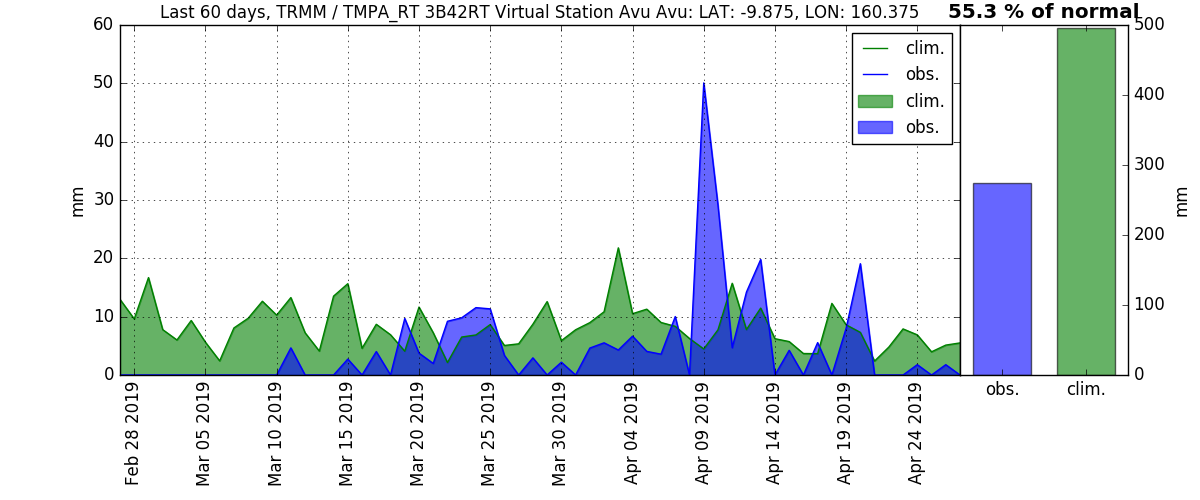 Last 60 days, TRMM / TMPA_RT 3B42RT Virtual Station Avu Avu: LAT: -9.875, LON: 160.375
55.3 % of normal
60
50
40
30
20
10
0
mm
clim.
obs.
clim.
obs.
500
400
300
200
100
0
mm
Feb 28 2019
Mar 05 2019
Mar 10 2019
Mar 15 2019
Mar 20 2019
Mar 25 2019
Mar 30 2019
Apr 04 2019
Apr 09 2019
Apr 14 2019
Apr 19 2019
Apr 24 2019
obs.
clim.